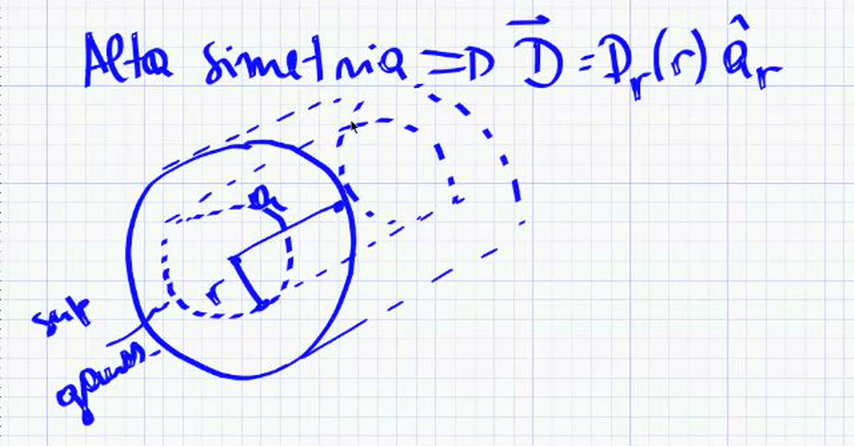 Alta simetria ⇒ D⃗ = Dr(r) âr
a
r
sup
gauss